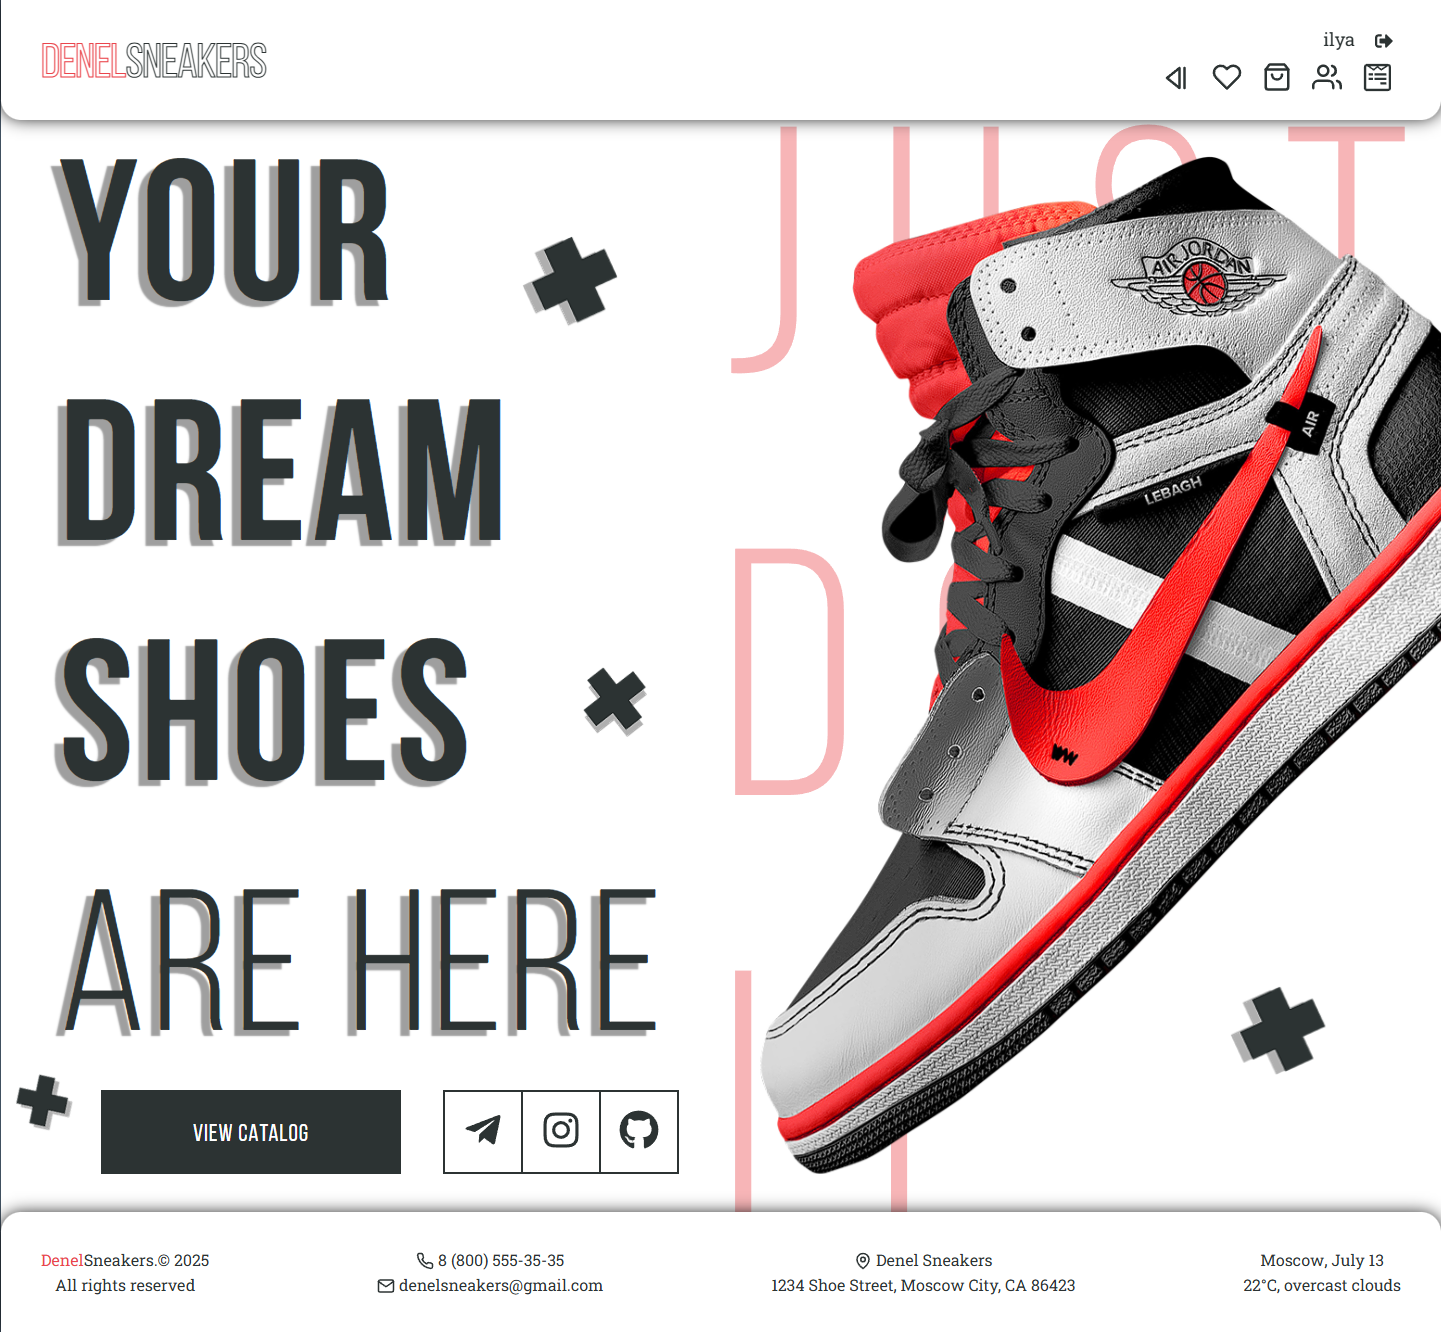 DENELSNEAKERS
ilya
YOUR
DREAM
SHOES
ARE HERE
JUST
D
IT
AIR JORDAN
AIR
LEBAGH
VIEW CATALOG
DenelSneakers.© 2025
All rights reserved
8 (800) 555-35-35
denelsneakers@gmail.com
Denel Sneakers
1234 Shoe Street, Moscow City, CA 86423
Moscow, July 13
22°C, overcast clouds